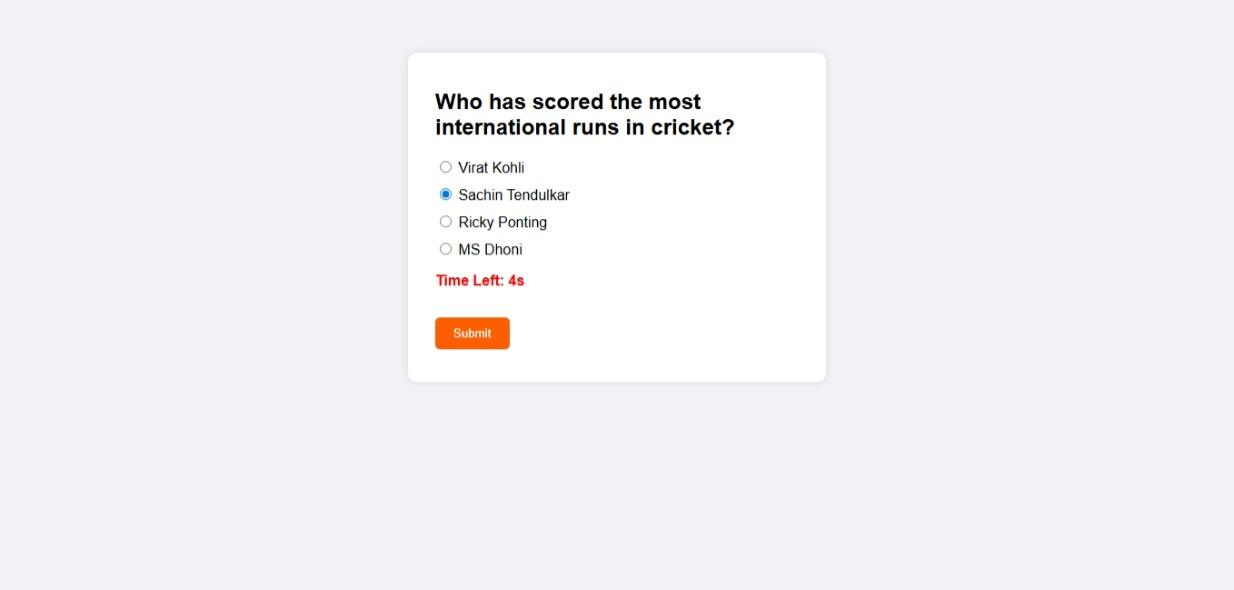 Who has scored the most
international runs in cricket?
Virat Kohli
Sachin Tendulkar
Ricky Ponting
MS Dhoni
Time Left: 4s
Submit